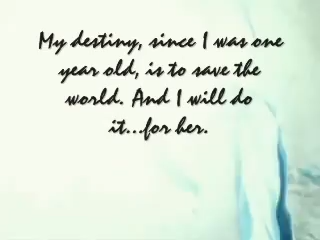 My destiny, since I was one
year old, is to save the
world. And I will do
it...for her.